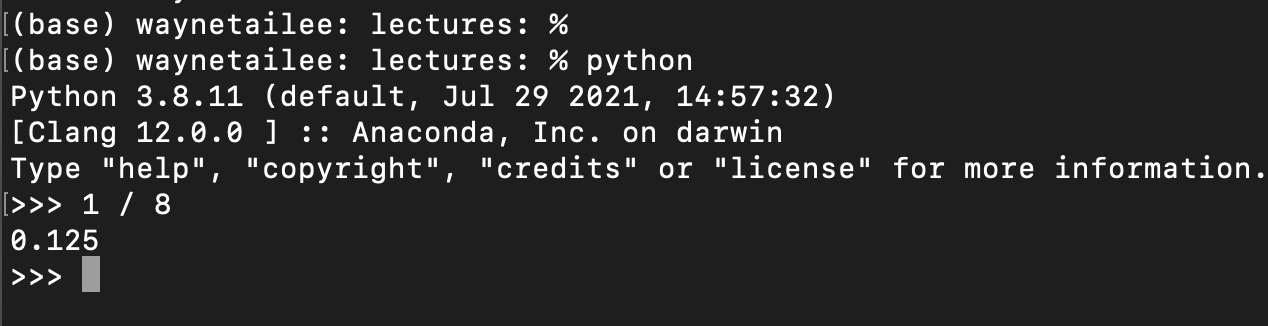 [(base) waynetailee: lectures: %
[(base) waynetailee: lectures: % python
Python 3.8.11 (default, Jul 29 2021, 14:57:32)
[Clang 12.0.0 ] :: Anaconda, Inc. on darwin
Type "help", "copyright", "credits" or "license" for more information.
[>>> 1 / 8
0.125
>>>